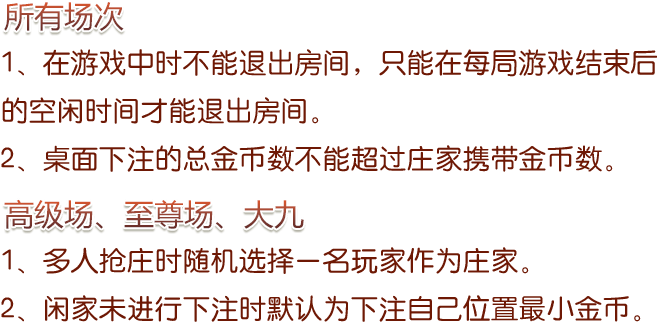 所有场次
1、在游戏中时不能退出房间，只能在每局游戏结束后
的空闲时间才能退出房间。
2、桌面下注的总金币数不能超过庄家携带金币数。
高级场、至尊场、大九
1、多人抢庄时随机选择一名玩家作为庄家。
2、闲家未进行下注时默认为下注自己位置最小金币。